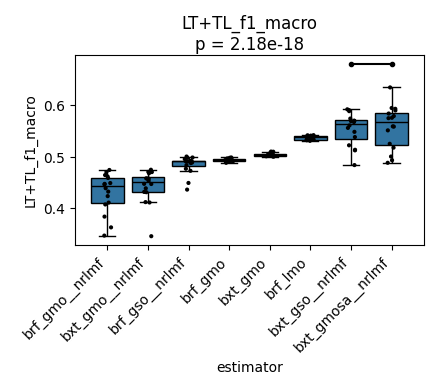 LT+TL_f1_macro
p = 2.18e-18
LT+TL_f1_macro
0.6
0.5
0.4
brf_gmo__nrlmf
bxt_gmo__nrlmf
brf_gso__nrlmf
brf_gmo
bxt_gmo
brf_lmo
bxt_gso__nrlmf
bxt_gmosa__nrlmf
estimator